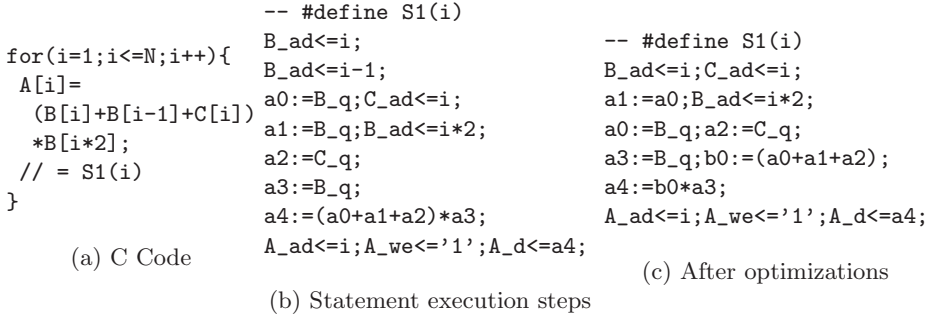 for(i=1;i<=N;i++){
A[i]=
(B[i]+B[i-1]+C[i])
*B[i*2];
// = S1(i)
}
(a) C Code
-- #define S1(i)
B_ad<=i;
B_ad<=i-1;
a0:=B_q;C_ad<=i;
a1:=B_q;B_ad<=i*2;
a2:=C_q;
a3:=B_q;
a4:=(a0+a1+a2)*a3;
A_ad<=i;A_we<='1';A_d<=a4;
(b) Statement execution steps
-- #define S1(i)
B_ad<=i;C_ad<=i;
a1:=a0;B_ad<=i*2;
a0:=B_q;a2:=C_q;
a3:=B_q;b0:=(a0+a1+a2);
a4:=b0*a3;
A_ad<=i;A_we<='1';A_d<=a4;
(c) After optimizations